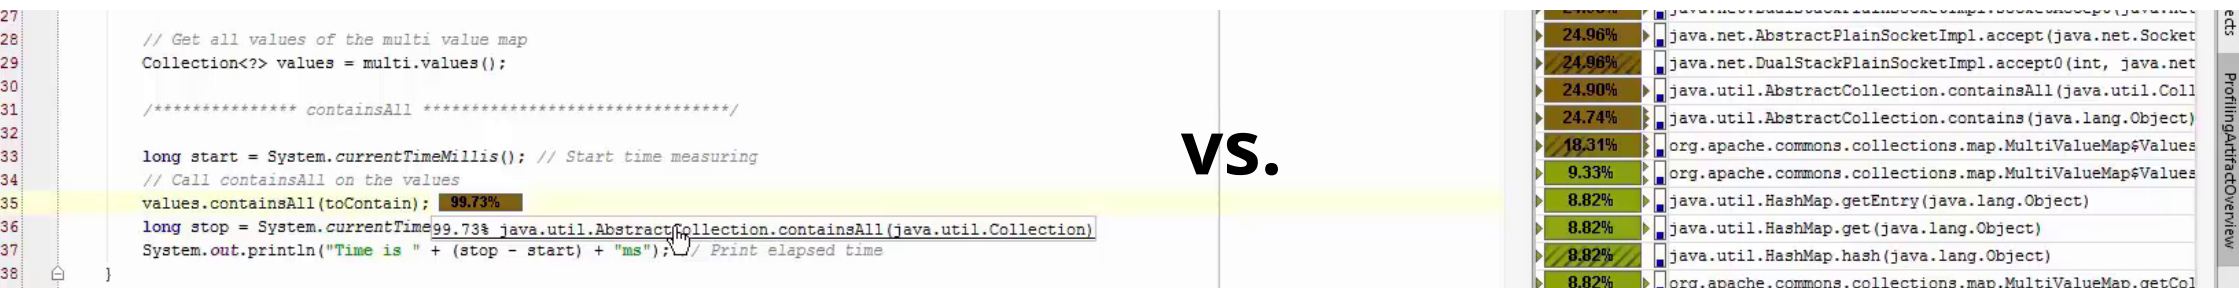 27
28 // Get all values of the multi value map
29 Collection<?> values = multi.values();
30
31 /*************** containsAll ******************************/
32
33 long start = System.currentTimeMillis(); // Start time measuring
34 // Call containsAll on the values
35 values.containsAll(toContain); 99.73%
36 long stop = System.currentTime
99.73% java.util.AbstractCollection.containsAll(java.util.Collection)
37 System.out.println("Time is " + (stop - start) + "ms"); // Print elapsed time
38 }
vs.
24.96% java.net.AbstractPlainSocketImpl.accept(java.net.Socket
24.96% java.net.DualStackPlainSocketImpl.accept0(int, java.net
24.90% java.util.AbstractCollection.containsAll(java.util.Coll
24.74% java.util.AbstractCollection.contains(java.lang.Object)
18.31% org.apache.commons.collections.map.MultiValueMap$Values
9.33% org.apache.commons.collections.map.MultiValueMap$Values
8.82% java.util.HashMap.getEntry(java.lang.Object)
8.82% java.util.HashMap.get(java.lang.Object)
8.82% java.util.HashMap.hash(java.lang.Object)
8.82% org.apache.commons.collections.map.MultiValueMap.getCol
ects
ProfilingArtifactOverview